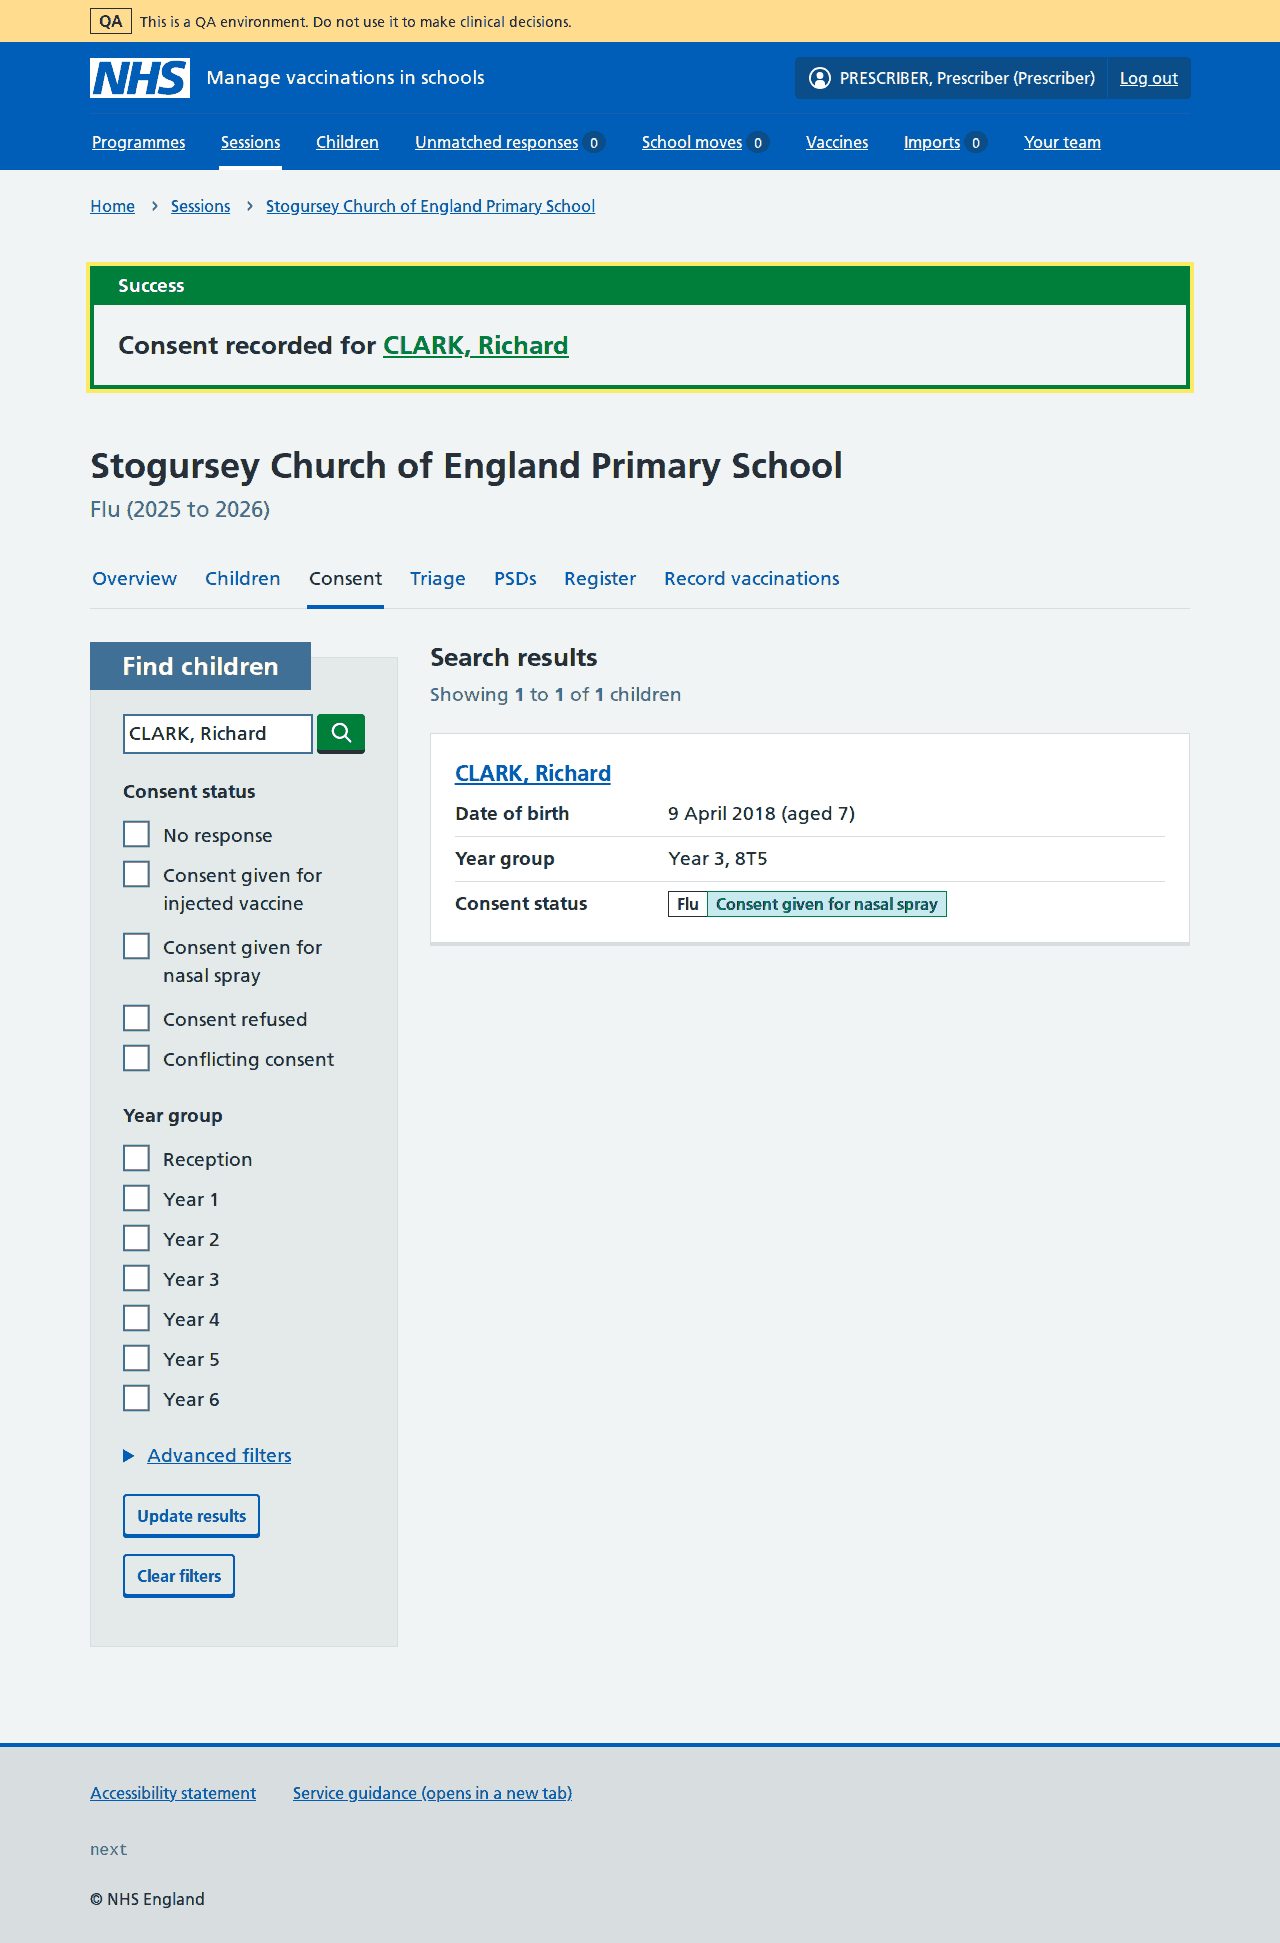 QA This is a QA environment. Do not use it to make clinical decisions.
NHS Manage vaccinations in schools PRESCRIBER, Prescriber (Prescriber) Log out
Programmes Sessions Children Unmatched responses 0 School moves 0 Vaccines Imports 0 Your team
Home Sessions Stogursey Church of England Primary School
Success
Consent recorded for CLARK, Richard
Stogursey Church of England Primary School
Flu (2025 to 2026)
Overview Children Consent Triage PSDs Register Record vaccinations
Find children
CLARK, Richard
Consent status
No response
Consent given for
injected vaccine
Consent given for
nasal spray
Consent refused
Conflicting consent
Year group
Reception
Year 1
Year 2
Year 3
Year 4
Year 5
Year 6
Advanced filters
Update results
Clear filters
Search results
Showing 1 to 1 of 1 children
CLARK, Richard
Date of birth 9 April 2018 (aged 7)
Year group Year 3, 8T5
Consent status Flu Consent given for nasal spray
Accessibility statement Service guidance (opens in a new tab)
next
© NHS England